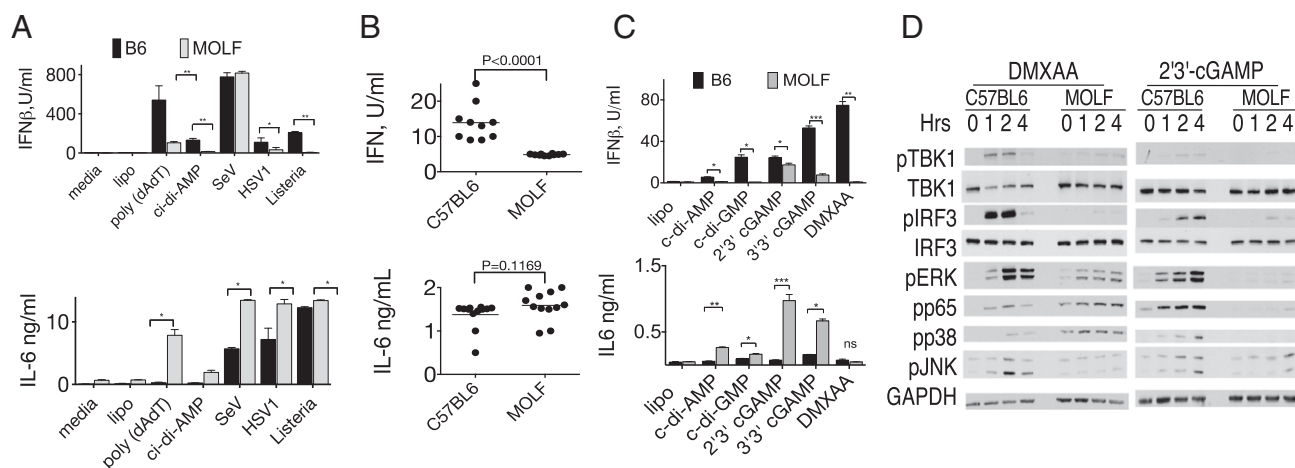 A
B6 MOLF
IFNβ, U/ml
800
400
0
** ** * **
media lipo poly (dAdT) ci-di-AMP SeV HSV1 Listeria
IL-6 ng/ml
10
0
* * * *
media lipo poly (dAdT) ci-di-AMP SeV HSV1 Listeria
B
P<0.0001
IFN, U/ml
20
10
0
C57BL6 MOLF
P=0.1169
IL-6 ng/mL
2
1
0
C57BL6 MOLF
C
B6 MOLF
IFNβ, U/ml
80
40
0
* * * *** **
lipo c-di-AMP c-di-GMP 2'3' cGAMP 3'3' cGAMP DMXAA
IL6 ng/ml
1.5
0.5
** * *** * ns
lipo c-di-AMP c-di-GMP 2'3' cGAMP 3'3' cGAMP DMXAA
D
DMXAA 2'3'-cGAMP
C57BL6 MOLF C57BL6 MOLF
Hrs 0 1 2 4 0 1 2 4 0 1 2 4 0 1 2 4
pTBK1
TBK1
pIRF3
IRF3
pERK
pp65
pp38
pJNK
GAPDH